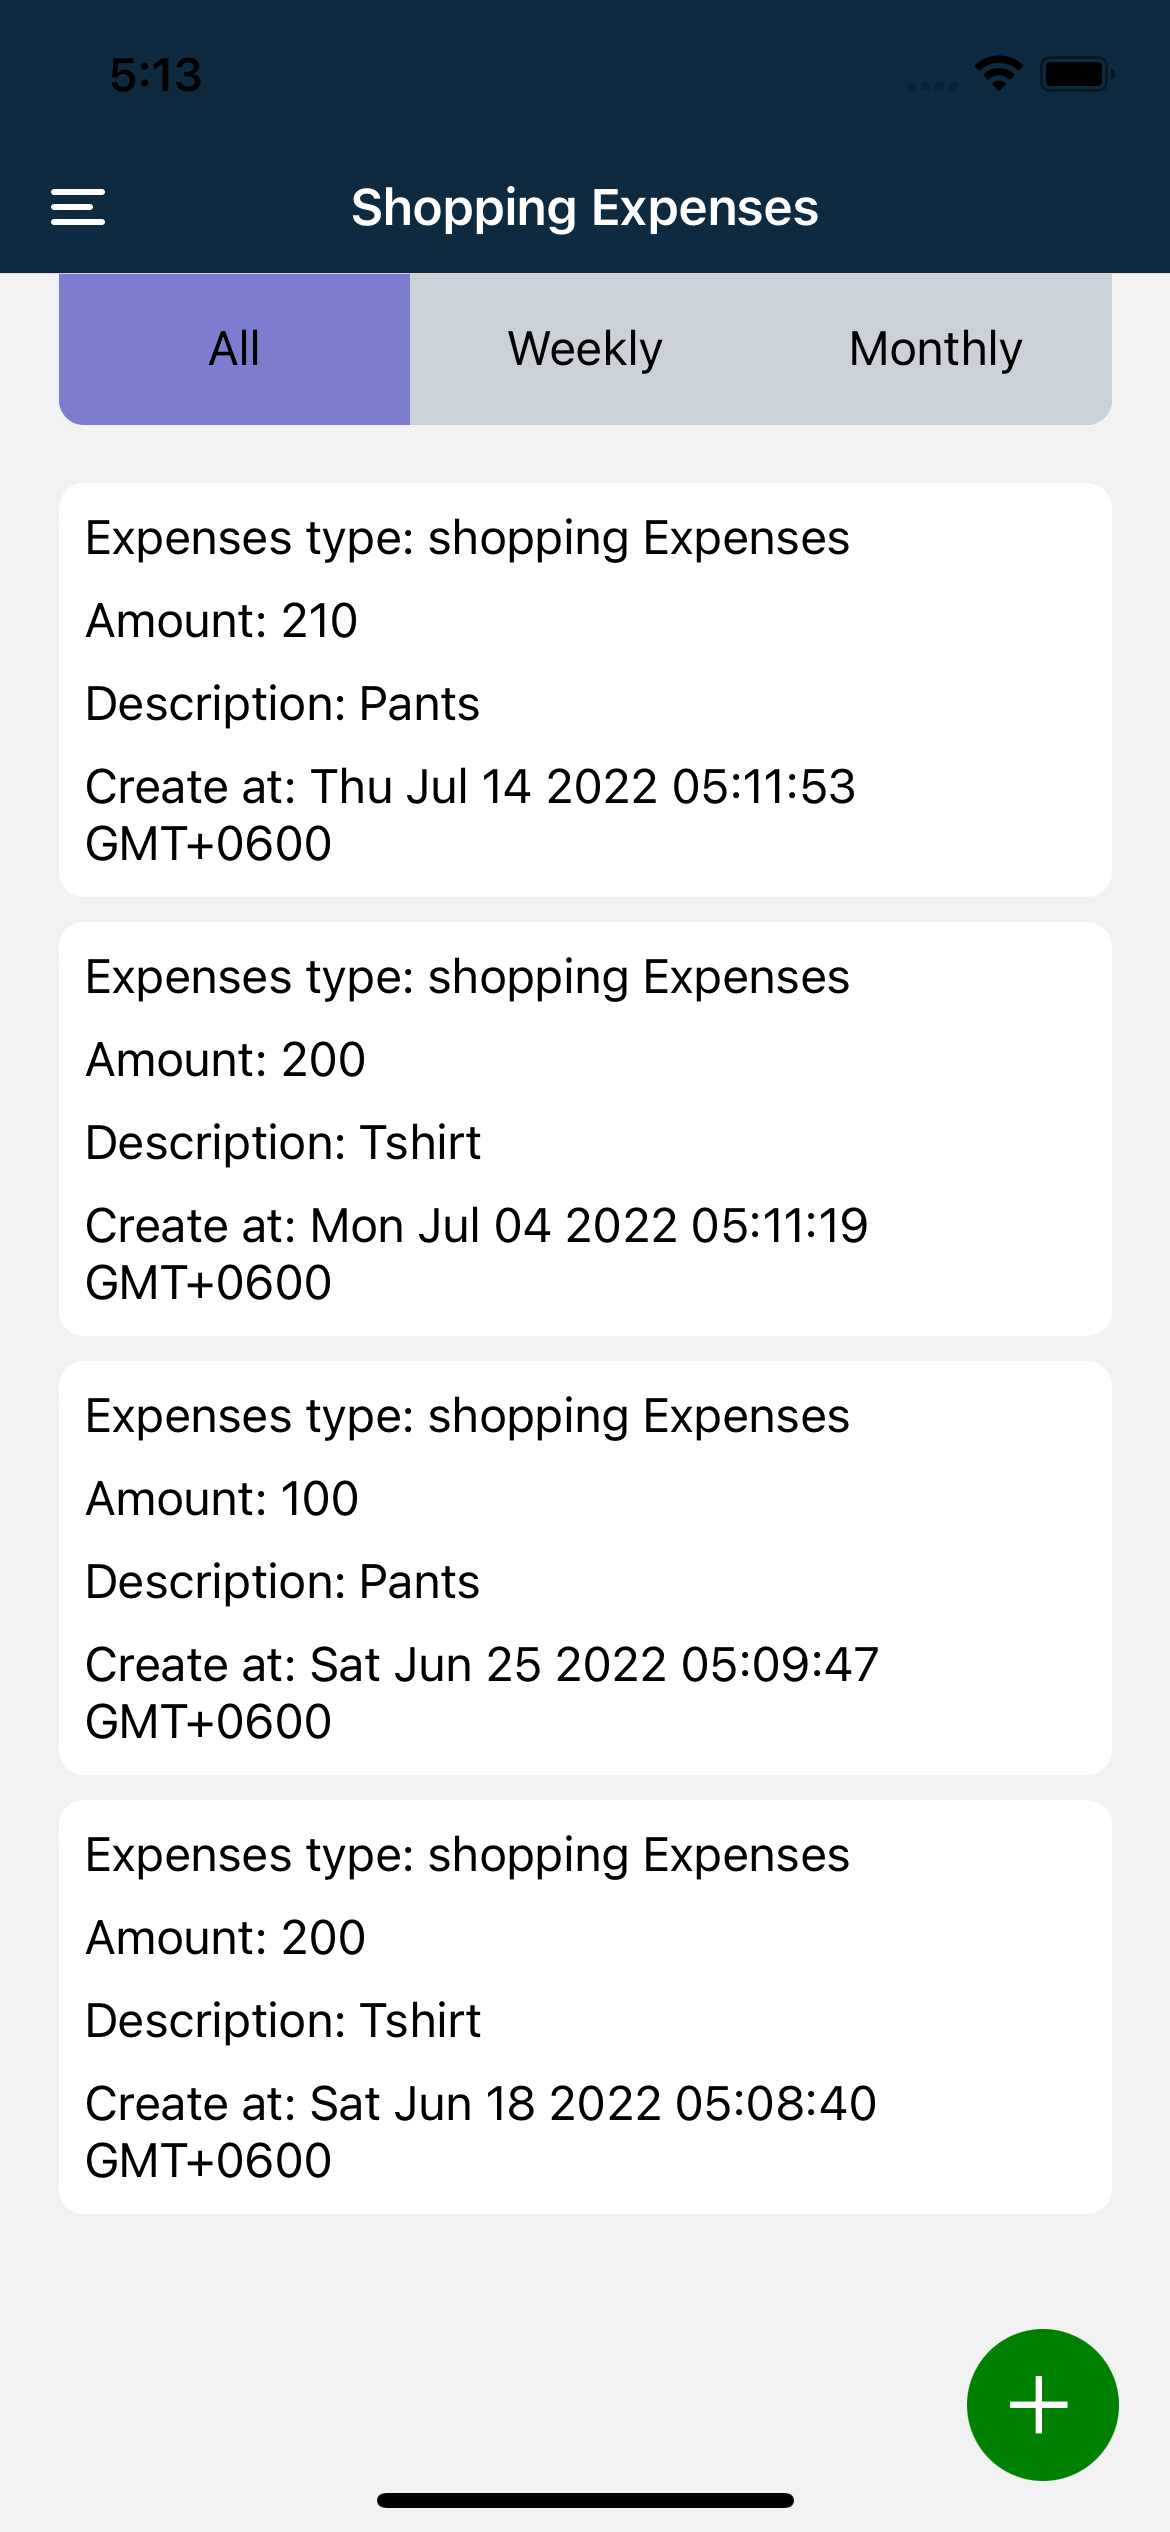 5:13
Shopping Expenses
All Weekly Monthly
Expenses type: shopping Expenses
Amount: 210
Description: Pants
Create at: Thu Jul 14 2022 05:11:53
GMT+0600
Expenses type: shopping Expenses
Amount: 200
Description: Tshirt
Create at: Mon Jul 04 2022 05:11:19
GMT+0600
Expenses type: shopping Expenses
Amount: 100
Description: Pants
Create at: Sat Jun 25 2022 05:09:47
GMT+0600
Expenses type: shopping Expenses
Amount: 200
Description: Tshirt
Create at: Sat Jun 18 2022 05:08:40
GMT+0600